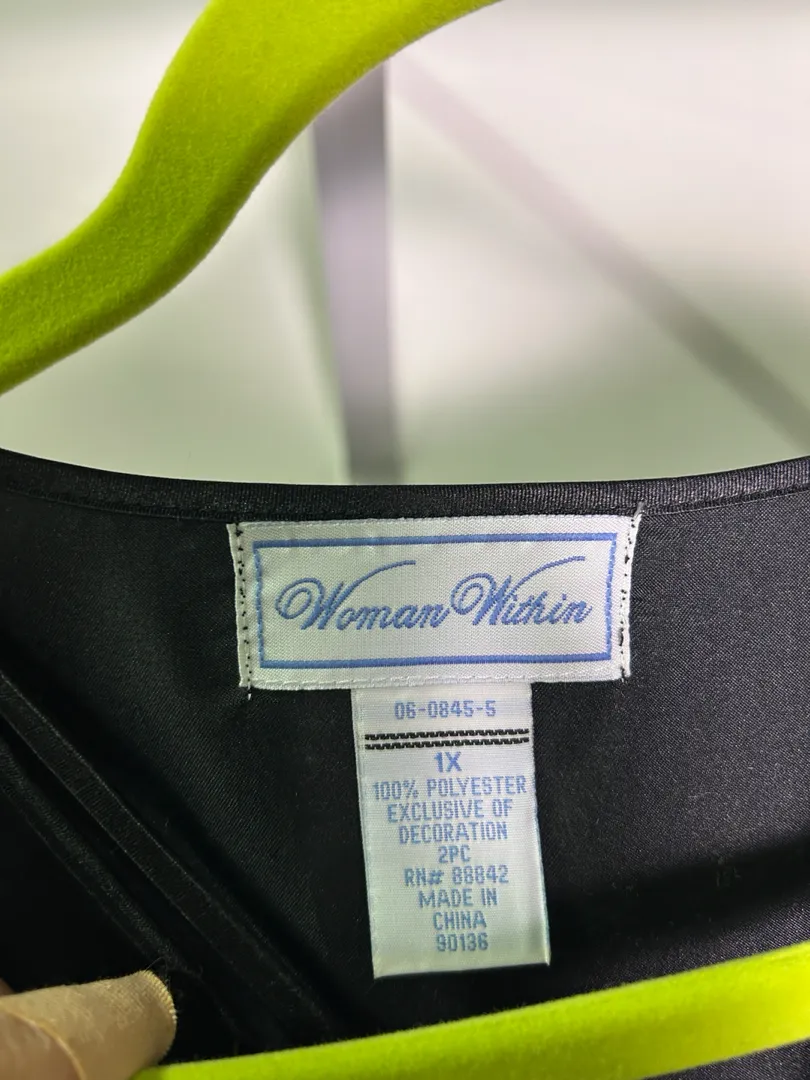 Woman Within
06-0845-5
1X
100% POLYESTER
EXCLUSIVE OF
DECORATION
2PC
RN# 88842
MADE IN
CHINA
90136